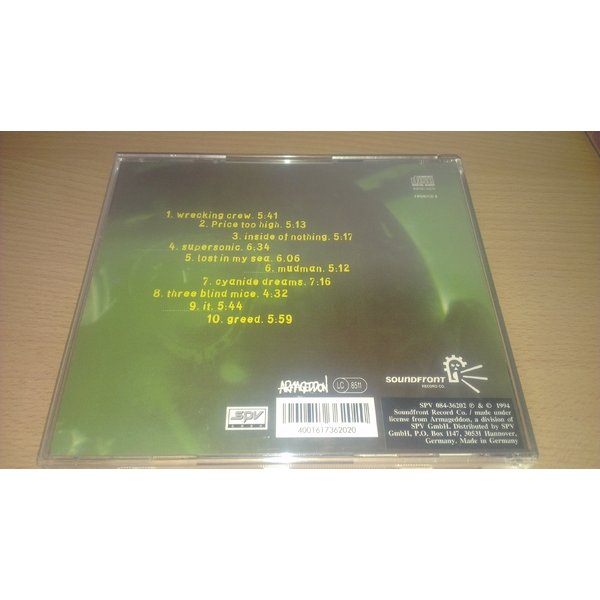 1. wrecking crew. 5:41
2. Price too high. 5.13
3. inside of nothing. 5:17
4. supersonic. 6:34
5. lost in my sea. 6.06
6. mudman. 5:12
7. cyanide dreams. 7:16
8. three blind mice. 4:32
9. it. 5:44
10. greed. 5:59
ARMAGEDDON
LC 8511
SOUNDFRONT
RECORD CO.
SPV
4001617362020
SPV 084-36202 ℗ & © 1994
Soundfront Record Co. / made under
license from Armageddon, a division of
SPV GmbH. Distributed by SPV
GmbH, P.O. Box 1147, 30531 Hannover,
Germany. Made in Germany